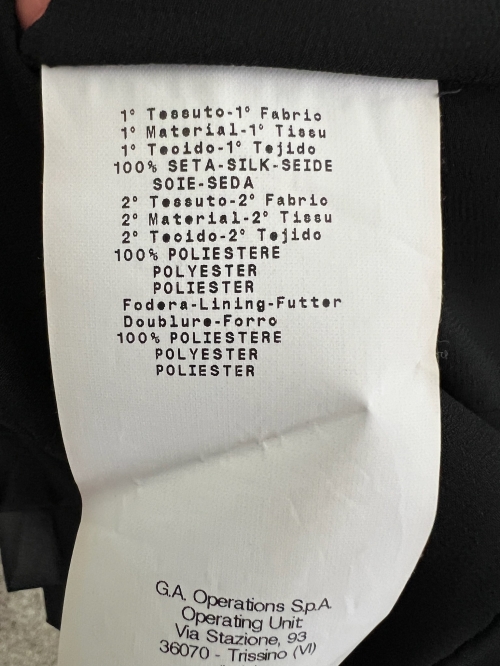 1° Tessuto-1° Fabric
1° Material-1° Tissu
1° Tecido-1° Tejido
100% SETA-SILK-SEIDE
SOIE-SEDA
2° Tessuto-2° Fabric
2° Material-2° Tissu
2° Tecido-2° Tejido
100% POLIESTERE
POLYESTER
POLIESTER
Fodera-Lining-Futter
Doublure-Forro
100% POLIESTERE
POLYESTER
POLIESTER
G.A. Operations S.p.A.
Operating Unit
Via Stazione, 93
36070 - Trissino (VI)